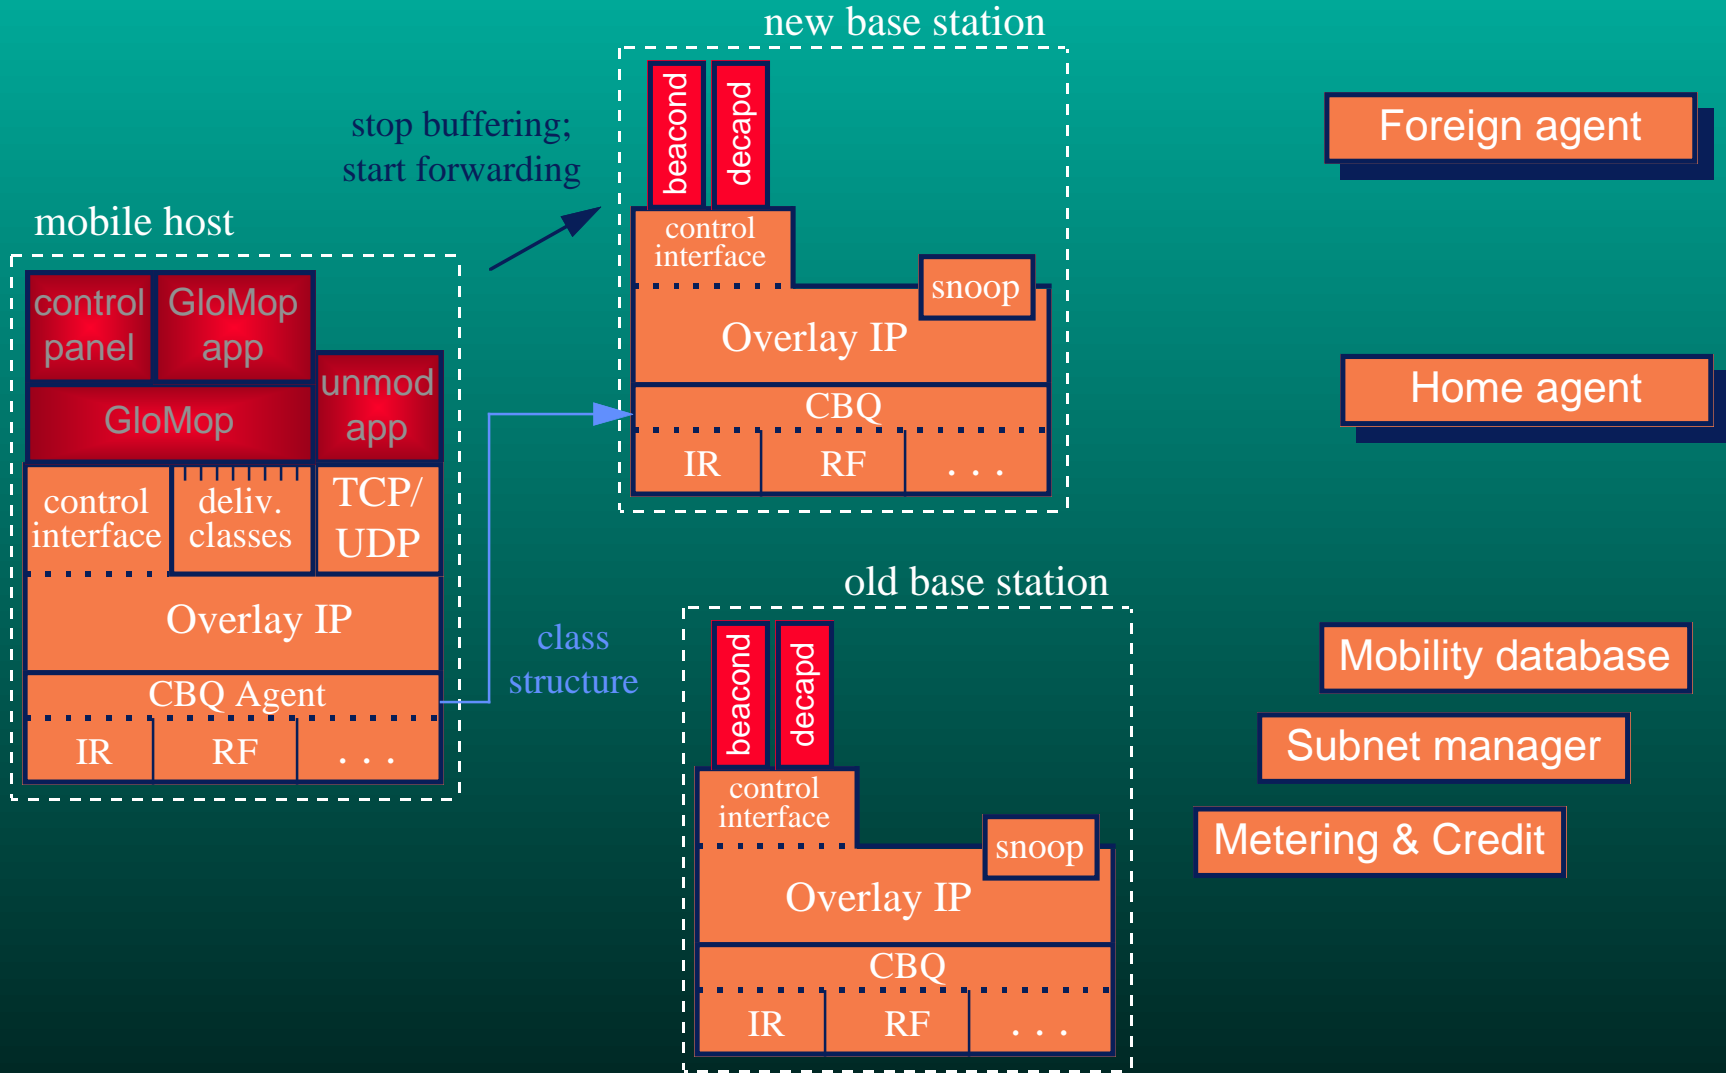 new base station
stop buffering;
start forwarding
beacond
decapd
control
interface
snoop
Overlay IP
CBQ
IR
RF
. . .
mobile host
control
panel
GloMop
app
unmod
app
GloMop
control
interface
deliv.
classes
TCP/
UDP
Overlay IP
CBQ Agent
IR
RF
. . .
class
structure
old base station
beacond
decapd
control
interface
snoop
Overlay IP
CBQ
IR
RF
. . .
Foreign agent
Home agent
Mobility database
Subnet manager
Metering & Credit